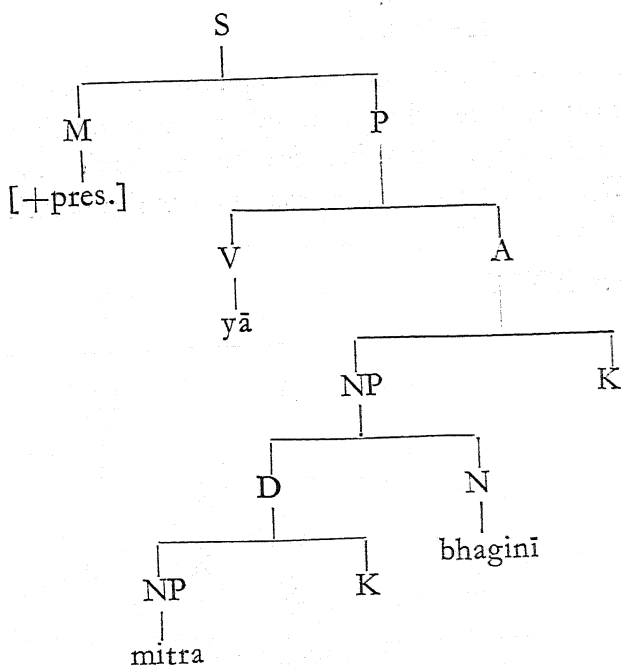 S
M P
[+pres.]
V A
yā
NP K
D N
bhaginī
NP K
mitra